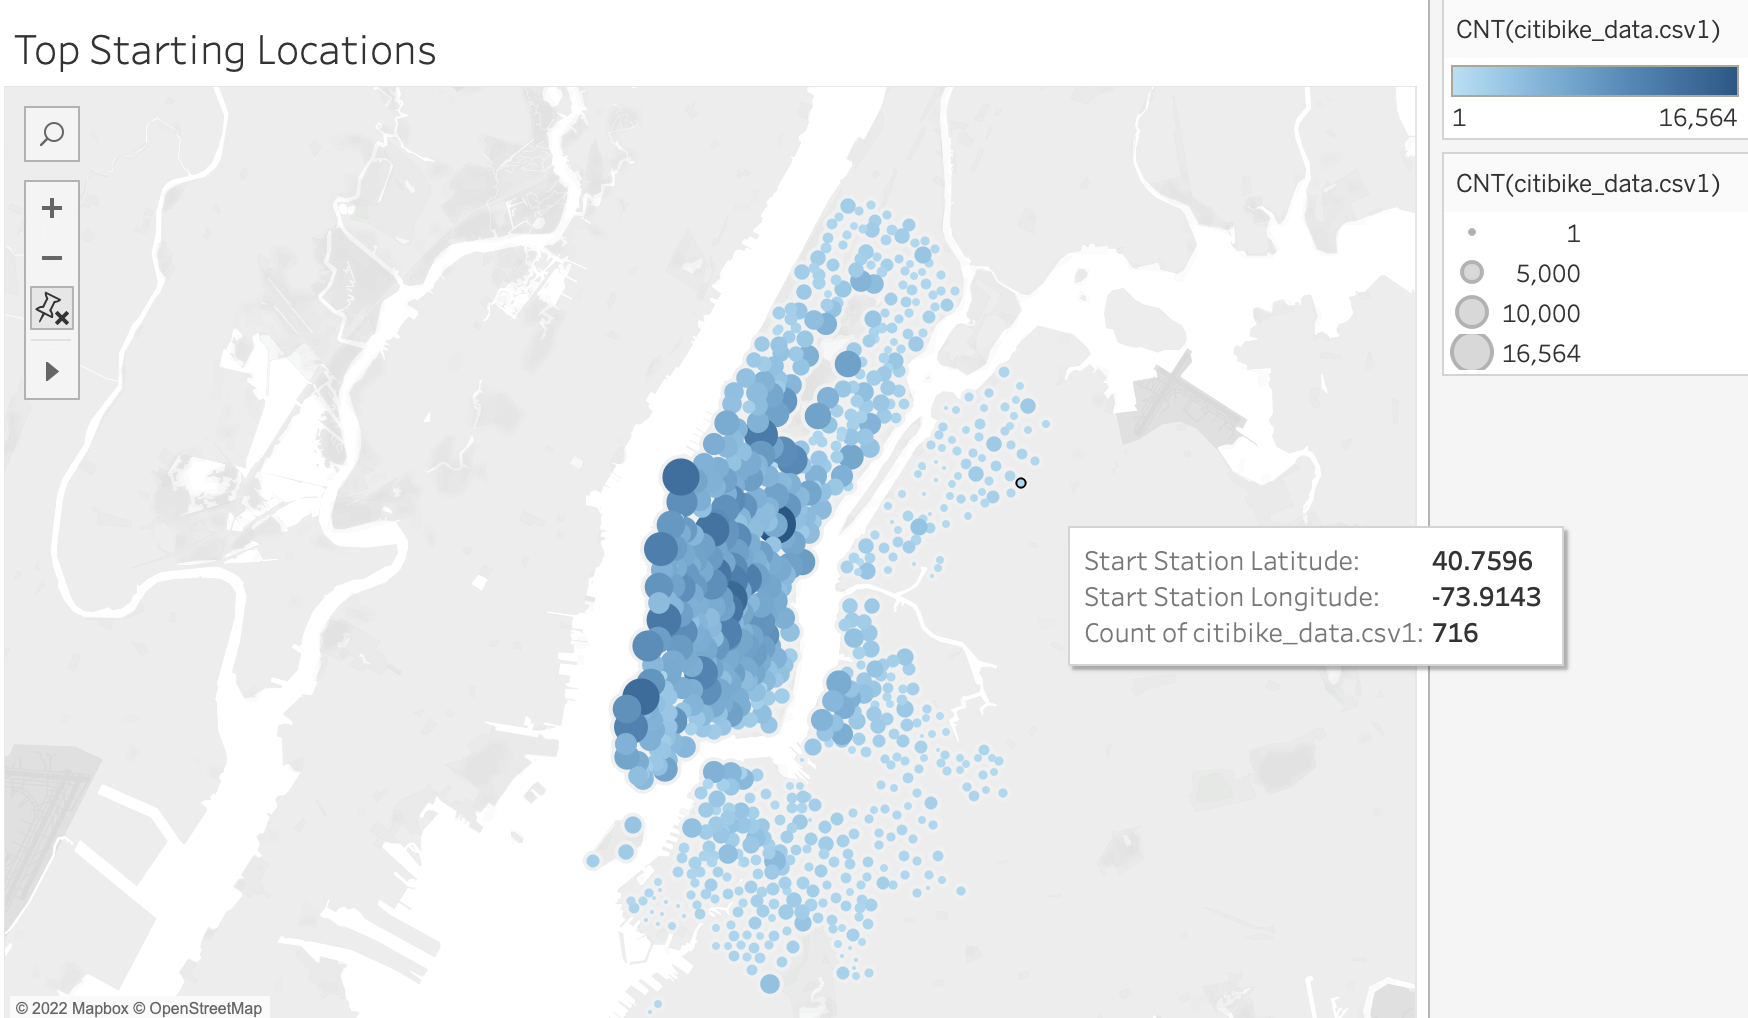 Top Starting Locations
CNT(citibike_data.csv1)
1 16,564
CNT(citibike_data.csv1)
1
5,000
10,000
16,564
Start Station Latitude: 40.7596
Start Station Longitude: -73.9143
Count of citibike_data.csv1: 716
© 2022 Mapbox © OpenStreetMap